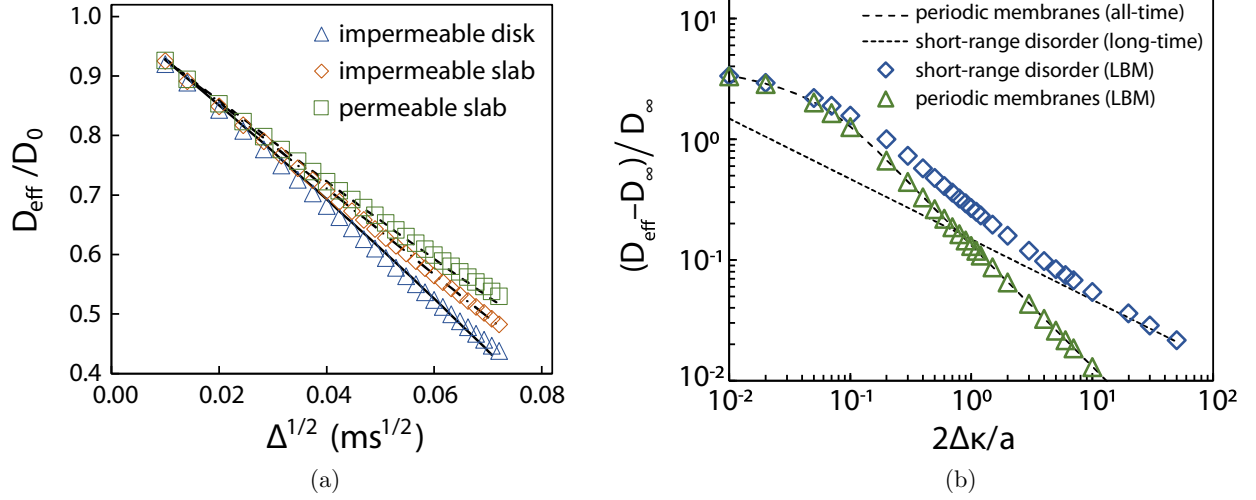 1.0
0.9
0.8
0.7
0.6
0.5
0.4
0.00
0.02
0.04
0.06
0.08
D_eff /D_0
Δ^1/2 (ms^1/2)
impermeable disk
impermeable slab
permeable slab
(a)
10^1
10^0
10^-1
10^-2
10^-2
10^-1
10^0
10^1
10^2
(D_eff–D_∞)/ D_∞
2Δκ/a
periodic membranes (all-time)
short-range disorder (long-time)
short-range disorder (LBM)
periodic membranes (LBM)
(b)